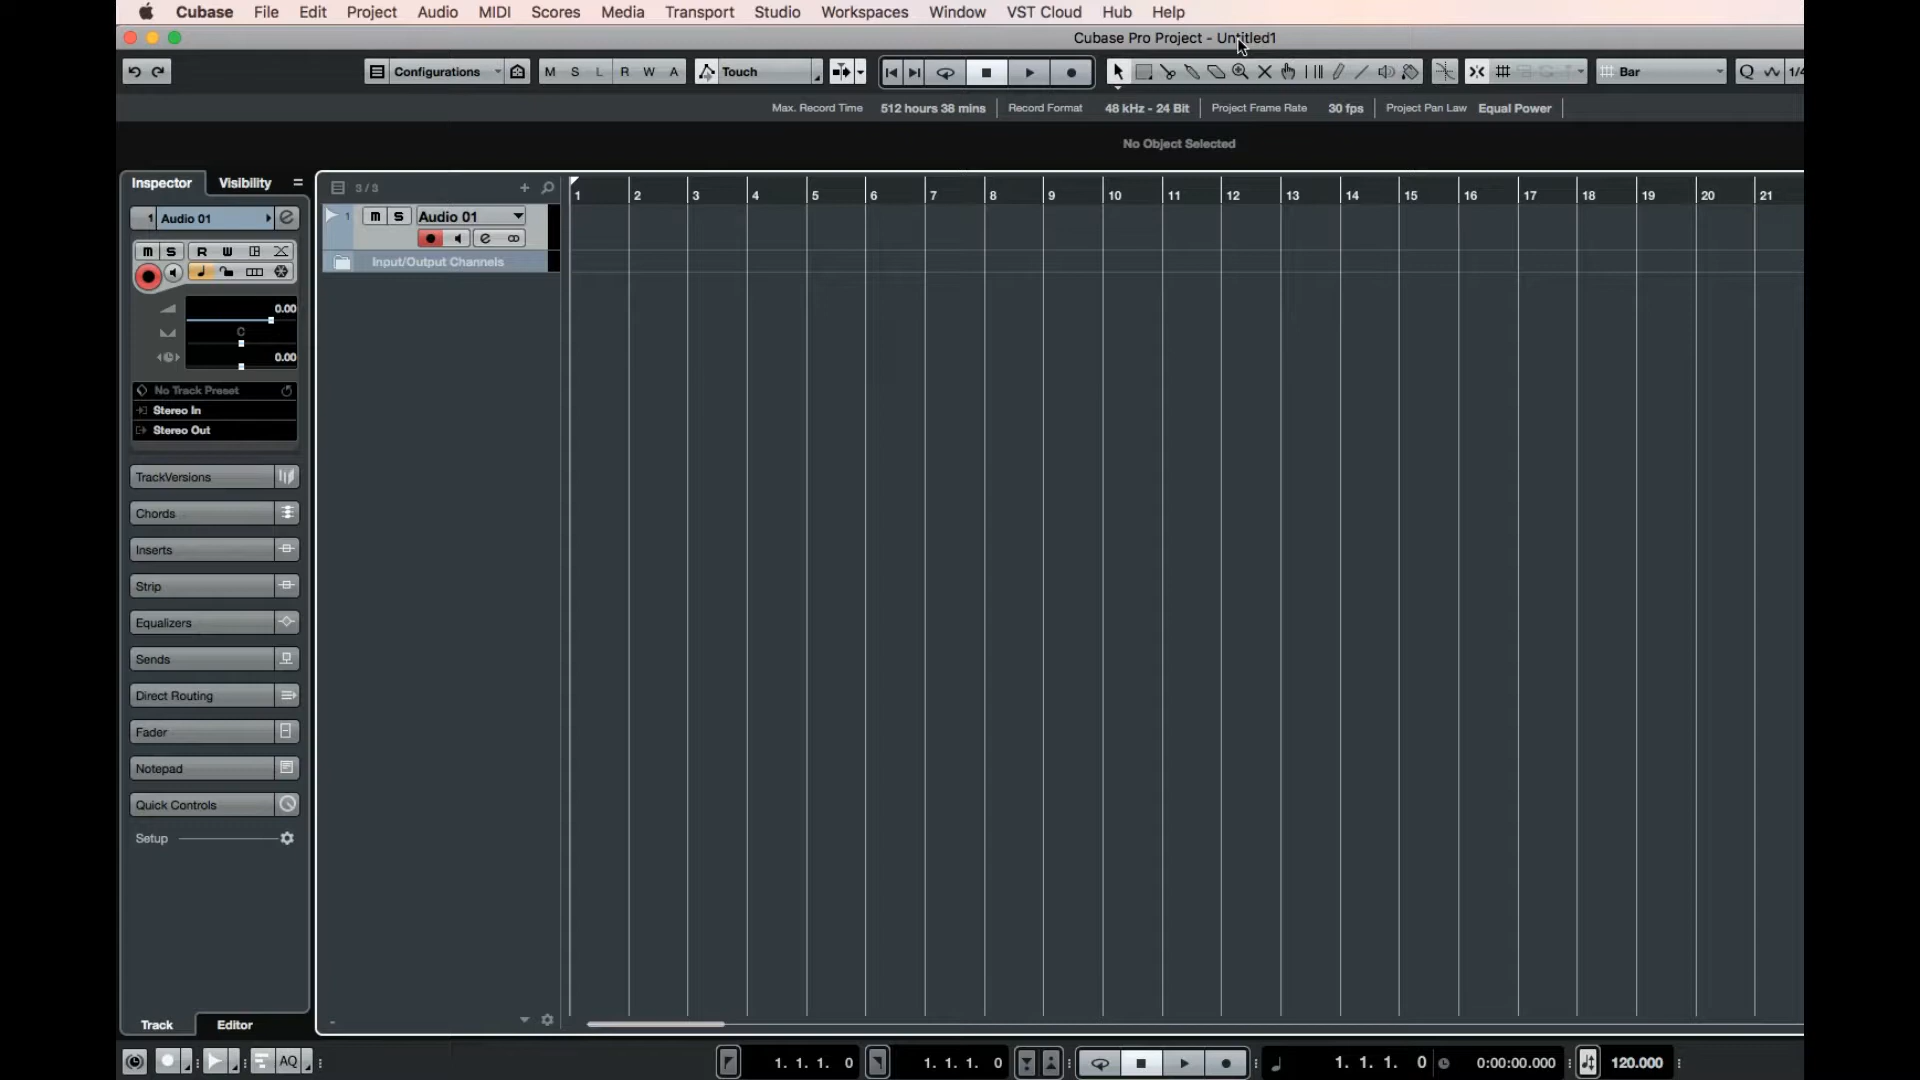 Cubase File Edit Project Audio MIDI Scores Media Transport Studio Workspaces Window VST Cloud Hub Help
Cubase Pro Project - Untitled1
Configurations M S L R W A Touch Bar Q 1/4
Max. Record Time 512 hours 38 mins Record Format 48 kHz - 24 Bit Project Frame Rate 30 fps Project Pan Law Equal Power
No Object Selected
Inspector Visibility
3 / 3
1 2 3 4 5 6 7 8 9 10 11 12 13 14 15 16 17 18 19 20 21
1 Audio 01 e
1 m S Audio 01
e
Input/Output Channels
m S R W
0.00
C
0.00
No Track Preset
Stereo In
Stereo Out
TrackVersions
Chords
Inserts
Strip
Equalizers
Sends
Direct Routing
Fader
Notepad
Quick Controls
Setup
Track Editor
AQ 1. 1. 1. 0 1. 1. 1. 0 1. 1. 1. 0 0:00:00.000 120.000